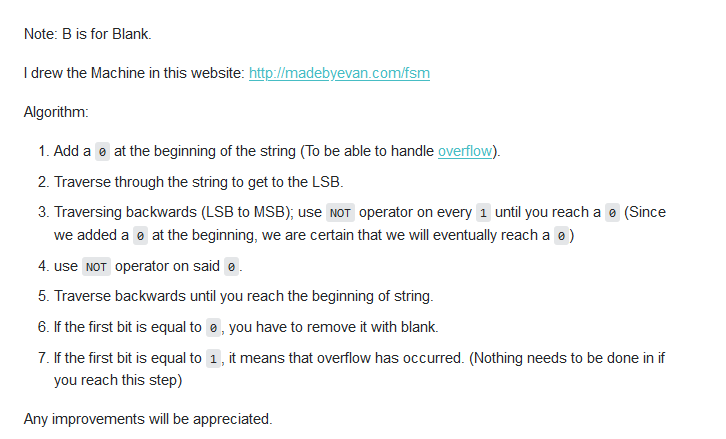 Note: B is for Blank.
I drew the Machine in this website: http://madebyevan.com/fsm
Algorithm:
1. Add a 0 at the beginning of the string (To be able to handle overflow).
2. Traverse through the string to get to the LSB.
3. Traversing backwards (LSB to MSB); use NOT operator on every 1 until you reach a 0 (Since
we added a 0 at the beginning, we are certain that we will eventually reach a 0)
4. use NOT operator on said 0.
5. Traverse backwards until you reach the beginning of string.
6. If the first bit is equal to 0, you have to remove it with blank.
7. If the first bit is equal to 1, it means that overflow has occurred. (Nothing needs to be done in if
you reach this step)
Any improvements will be appreciated.